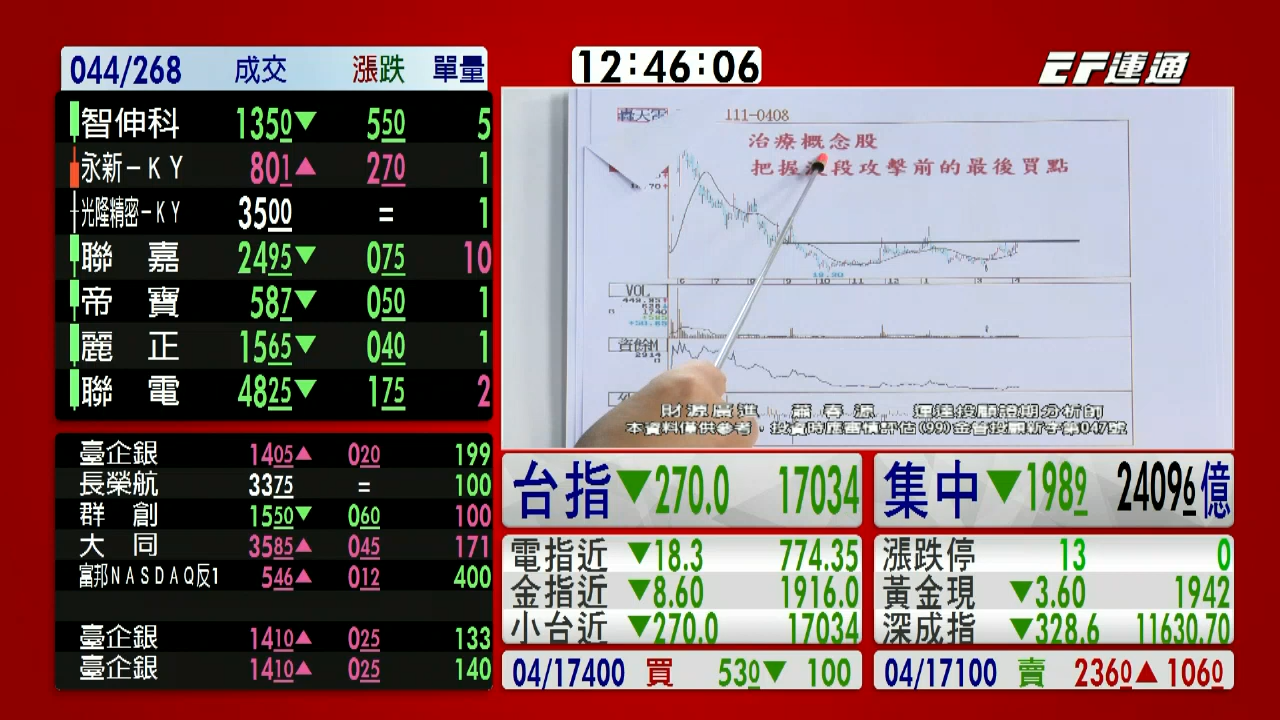 044/268 成交 漲跌 單量
智伸科 1350▼ 550 5
永新-KY 801▲ 270 1
光隆精密-KY 3500 = 1
聯嘉 2495▼ 075 10
帝寶 587▼ 050 1
麗正 1565▼ 040 1
聯電 4825▼ 175 2
臺企銀 1405▲ 020 199
長榮航 3375 = 100
群創 1550▼ 060 100
大同 3585▲ 045 171
富邦NASDAQ反1 546▲ 012 400
臺企銀 1410▲ 025 133
臺企銀 1410▲ 025 140
12:46:06
EF運通
111-0408
治療概念股
把握波段攻擊前的最後買點
VOL
財源廣進 蕭春源 運達投顧證期分析師
本資料僅供參考，投資時應審慎評估(99)金管投顧新字第047號
台指▼270.0 17034
電指近▼18.3 774.35
金指近▼8.60 1916.0
小台近▼270.0 17034
04/17400 買 530▼ 100
集中▼1989 24096億
漲跌停 13 0
黃金現▼3.60 1942
深成指▼328.6 11630.70
04/17100 賣 2360▲1060